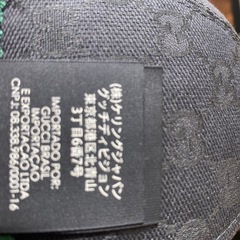 (株)ケリングジャパン
グッチディビジョン
東京都港区北青山
3丁目6番7号
IMPORTADO POR:
GUCCI BRASIL
IMPORTAÇÃO
E EXPORTAÇÃO LTDA